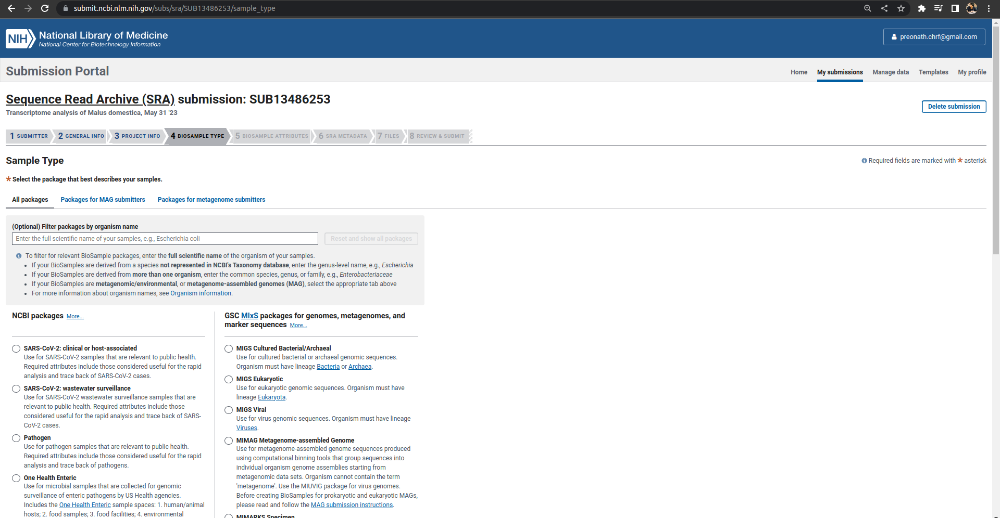 submit.ncbi.nlm.nih.gov/subs/sra/SUB13486253/sample_type
NIH National Library of Medicine
National Center for Biotechnology Information
preonath.chrf@gmail.com
Submission Portal
Home My submissions Manage data Templates My profile
Sequence Read Archive (SRA) submission: SUB13486253
Transcriptome analysis of Malus domestica, May 31 '23
Delete submission
1 SUBMITTER 2 GENERAL INFO 3 PROJECT INFO 4 BIOSAMPLE TYPE 5 BIOSAMPLE ATTRIBUTES 6 SRA METADATA 7 FILES 8 REVIEW & SUBMIT
Sample Type
Required fields are marked with * asterisk
* Select the package that best describes your samples.
All packages Packages for MAG submitters Packages for metagenome submitters
(Optional) Filter packages by organism name
Enter the full scientific name of your samples, e.g., Escherichia coli
Reset and show all packages
To filter for relevant BioSample packages, enter the full scientific name of the organism of your samples.
• If your BioSamples are derived from a species not represented in NCBI's Taxonomy database, enter the genus-level name, e.g., Escherichia
• If your BioSamples are derived from more than one organism, enter the common species, genus, or family, e.g., Enterobacteriaceae
• If your BioSamples are metagenomic/environmental, or metagenome-assembled genomes (MAG), select the appropriate tab above
• For more information about organism names, see Organism information.
NCBI packages More...
SARS-CoV-2: clinical or host-associated
Use for SARS-CoV-2 samples that are relevant to public health.
Required attributes include those considered useful for the rapid
analysis and trace back of SARS-CoV-2 cases.
SARS-CoV-2: wastewater surveillance
Use for SARS-CoV-2 wastewater surveillance samples that are
relevant to public health. Required attributes include those
considered useful for the rapid analysis and trace back of SARS-
CoV-2 cases.
Pathogen
Use for pathogen samples that are relevant to public health.
Required attributes include those considered useful for the rapid
analysis and trace back of pathogens.
One Health Enteric
Use for microbial samples that are collected for genomic
surveillance of enteric pathogens by US Health agencies.
Includes the One Health Enteric sample spaces: 1. human/animal
hosts; 2. food samples; 3. food facilities; 4. environmental
GSC MIxS packages for genomes, metagenomes, and
marker sequences More...
MIGS Cultured Bacterial/Archaeal
Use for cultured bacterial or archaeal genomic sequences.
Organism must have lineage Bacteria or Archaea.
MIGS Eukaryotic
Use for eukaryotic genomic sequences. Organism must have
lineage Eukaryota.
MIGS Viral
Use for virus genomic sequences. Organism must have lineage
Viruses.
MIMAG Metagenome-assembled Genome
Use for metagenome-assembled genome sequences produced
using computational binning tools that group sequences into
individual organism genome assemblies starting from
metagenomic data sets. Organism cannot contain the term
'metagenome'. Use the MIUVIG package for virus genomes.
Before creating BioSamples for prokaryotic and eukaryotic MAGs,
please read and follow the MAG submission instructions.
MIMARKS Specimen